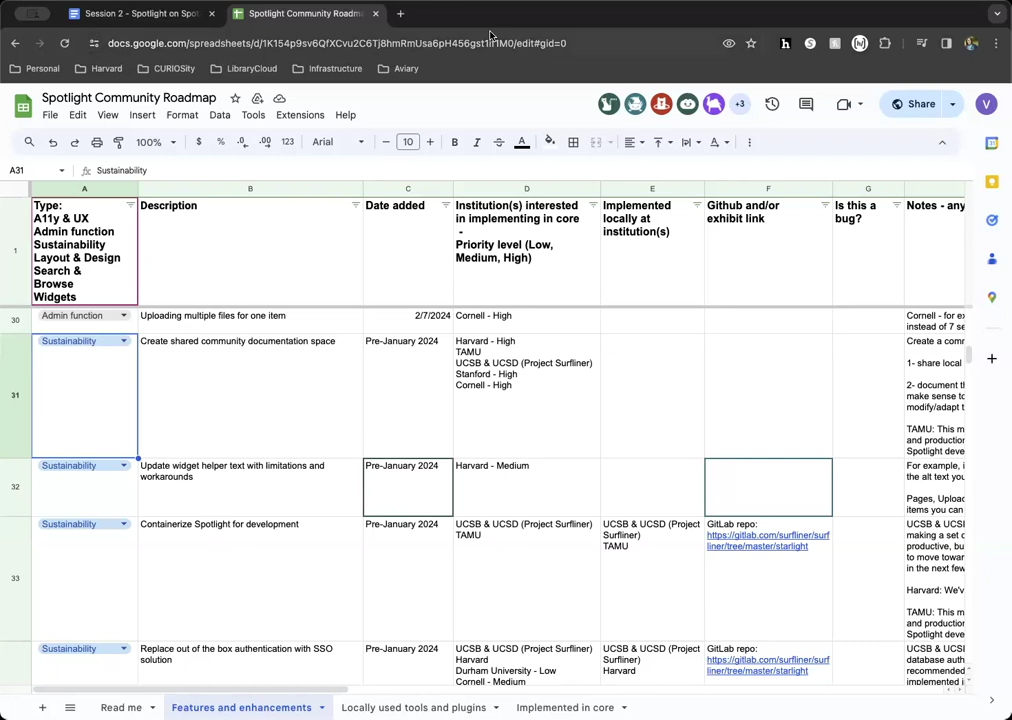 Session 2 - Spotlight on Spot
Spotlight Community Roadma
docs.google.com/spreadsheets/d/1K154p9sv6QfXCvu2C6Tj8hmRmUsa6pH456gst1lr1M0/edit#gid=0
Personal
Harvard
CURIOSity
LibraryCloud
Infrastructure
Aviary
Spotlight Community Roadmap
File
Edit
View
Insert
Format
Data
Tools
Extensions
Help
+3
Share
V
100%
$
%
.0
.00
123
Arial
10
B
I
A
A31
fx
Sustainability
A
B
C
D
E
F
G
1
Type:
A11y & UX
Admin function
Sustainability
Layout & Design
Search &
Browse
Widgets
Description
Date added
Institution(s) interested
in implementing in core
-
Priority level (Low,
Medium, High)
Implemented
locally at
institution(s)
Github and/or
exhibit link
Is this a
bug?
Notes - any
30
Admin function
Uploading multiple files for one item
2/7/2024
Cornell - High
Cornell - for ex
instead of 7 se
31
Sustainability
Create shared community documentation space
Pre-January 2024
Harvard - High
TAMU
UCSB & UCSD (Project Surfliner)
Stanford - High
Cornell - High
Create a comm
1- share local
2- document th
make sense to
modify/adapt t
TAMU: This m
and production
Spotlight deve
32
Sustainability
Update widget helper text with limitations and
workarounds
Pre-January 2024
Harvard - Medium
For example, i
the alt text you
Pages, Upload
items you can
33
Sustainability
Containerize Spotlight for development
Pre-January 2024
UCSB & UCSD (Project Surfliner)
TAMU
UCSB & UCSD (Project
Surfliner)
TAMU
GitLab repo:
https://gitlab.com/surfliner/surf
liner/tree/master/starlight
UCSB & UCSI
making a set o
productive, bu
to move towar
in the next few
Harvard: We'v
TAMU: This m
and production
Spotlight deve
Sustainability
Replace out of the box authentication with SSO
solution
Pre-January 2024
UCSB & UCSD (Project Surfliner)
Harvard
Durham University - Low
Cornell - Medium
UCSB & UCSD (Project
Surfliner)
Harvard
GitLab repo:
https://gitlab.com/surfliner/surf
liner/tree/master/starlight
UCSB & UCSI
database auth
recommended
implemented i
Read me
Features and enhancements
Locally used tools and plugins
Implemented in core